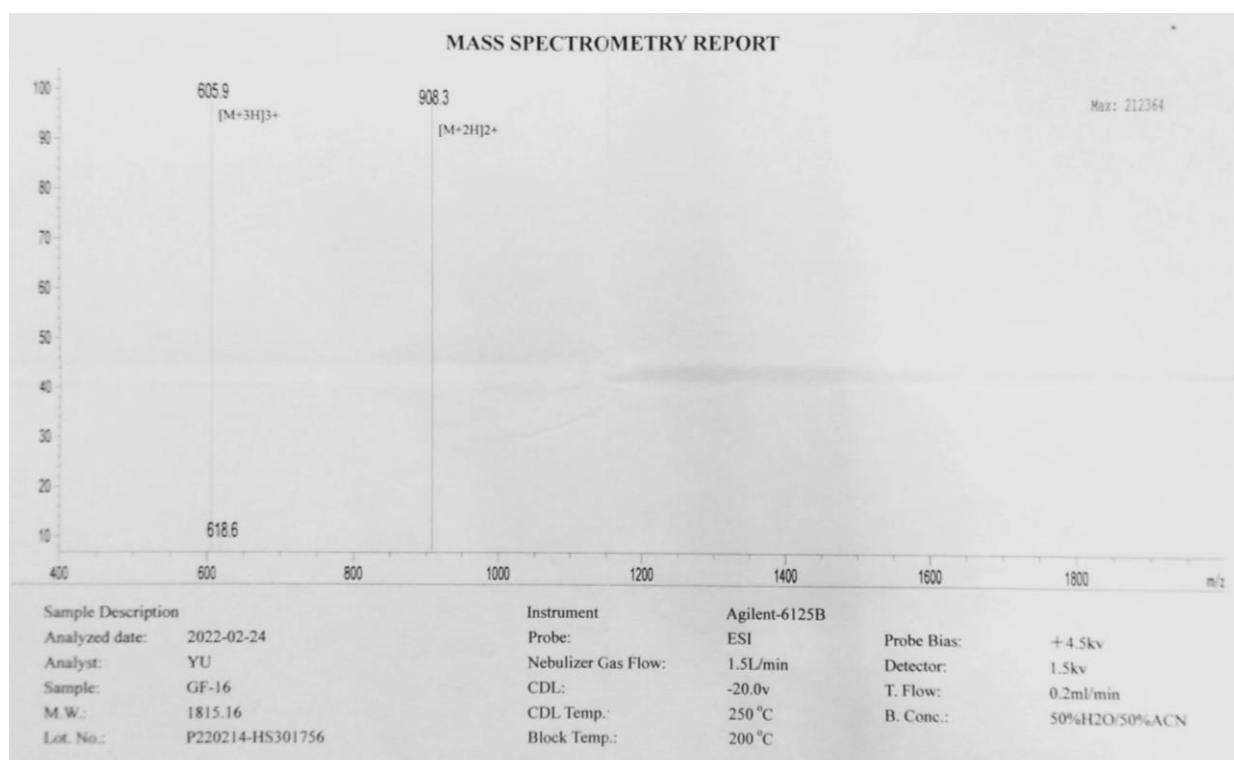 MASS SPECTROMETRY REPORT
100
605.9
[M+3H]3+
908.3
[M+2H]2+
Max: 212364
90
80
70
60
50
40
30
20
10
618.6
400 600 800 1000 1200 1400 1600 1800 m/z
Sample Description
Analyzed date: 2022-02-24
Analyst: YU
Sample: GF-16
M.W.: 1815.16
Lot. No.: P220214-HS301756
Instrument Agilent-6125B
Probe: ESI
Nebulizer Gas Flow: 1.5L/min
CDL: -20.0v
CDL Temp.: 250 °C
Block Temp.: 200 °C
Probe Bias: +4.5kv
Detector: 1.5kv
T. Flow: 0.2ml/min
B. Conc.: 50%H2O/50%ACN